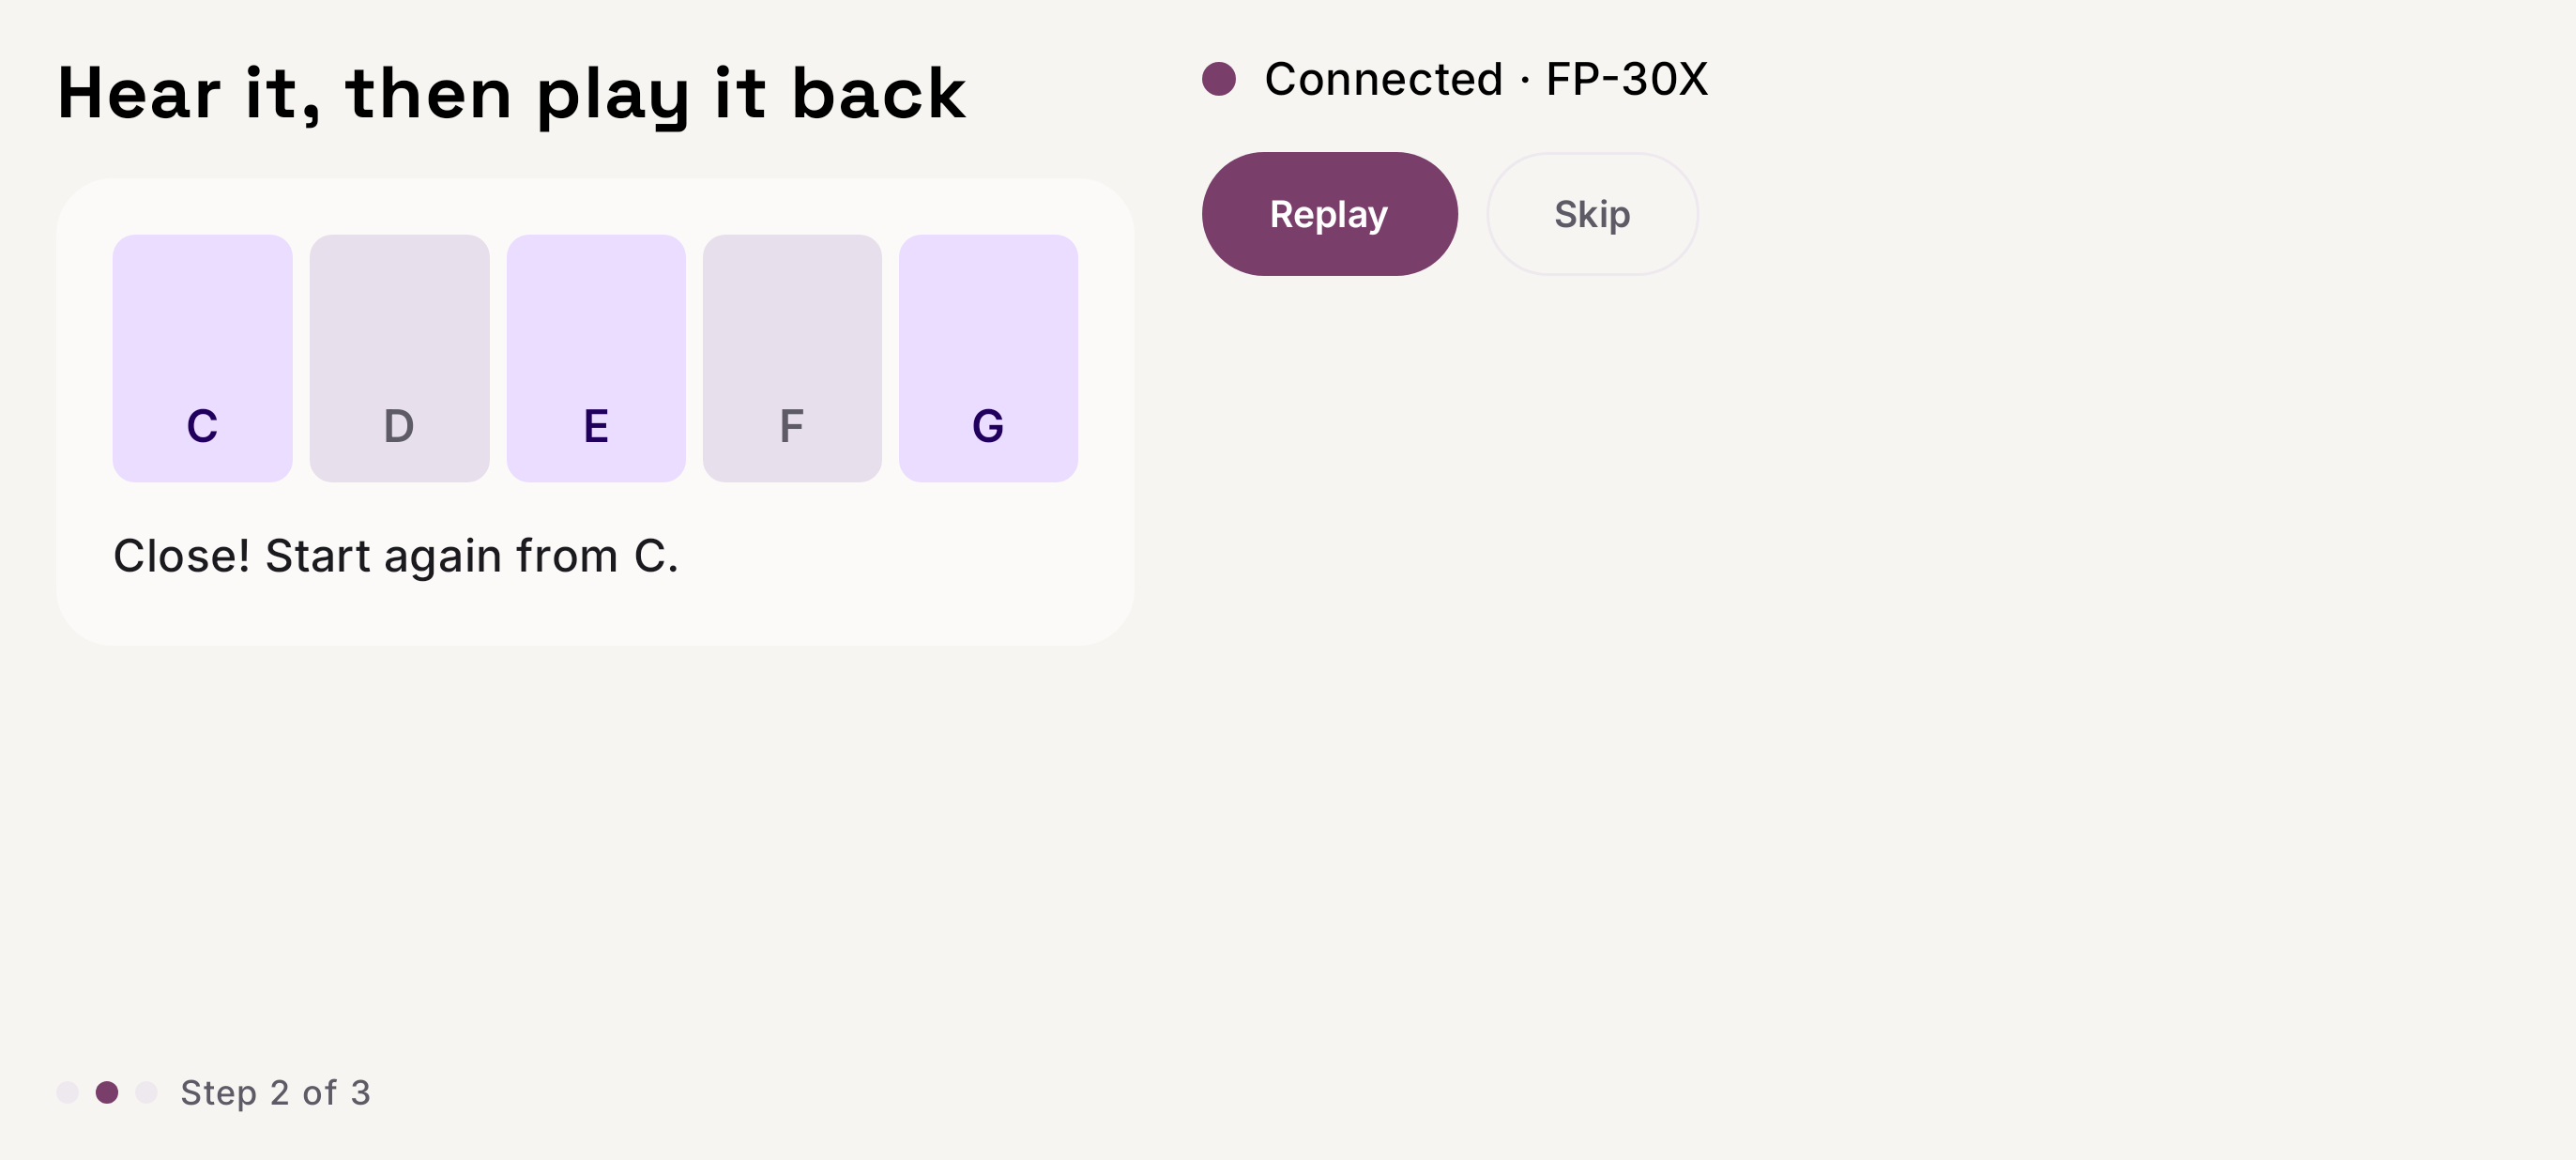 Hear it, then play it back
C D E F G
Close! Start again from C.
Connected · FP-30X
Replay Skip
Step 2 of 3